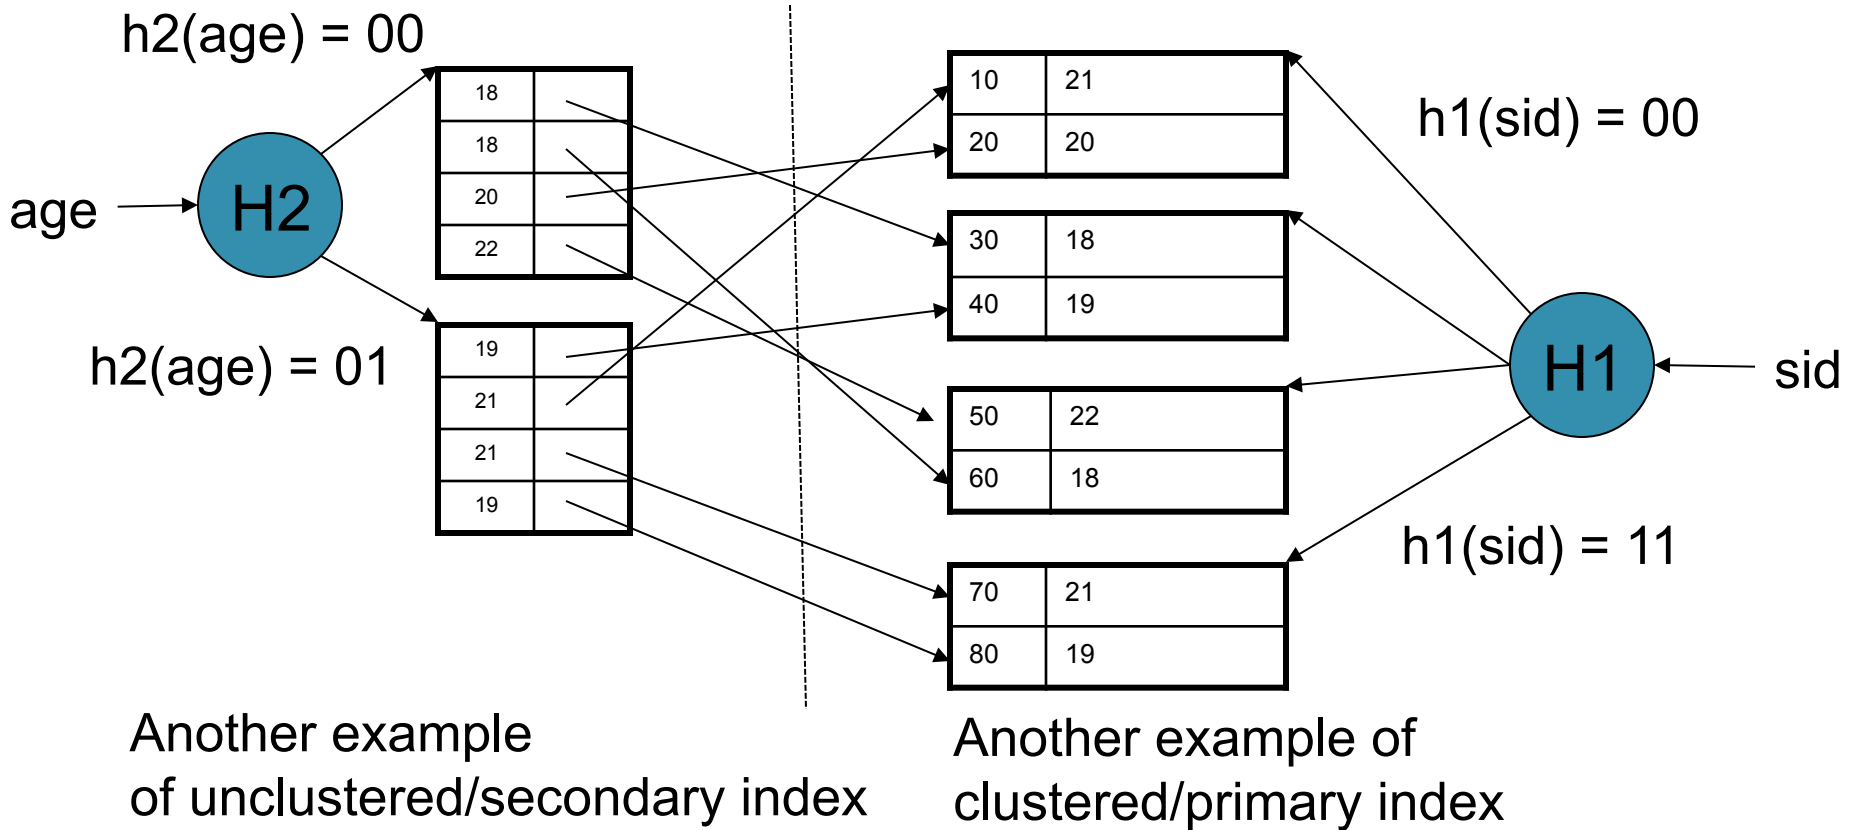 h2(age) = 00
age
H2
h2(age) = 01
18
18
20
22
19
21
21
19
10 21
20 20
30 18
40 19
50 22
60 18
70 21
80 19
h1(sid) = 00
H1
sid
h1(sid) = 11
Another example
of unclustered/secondary index
Another example of
clustered/primary index